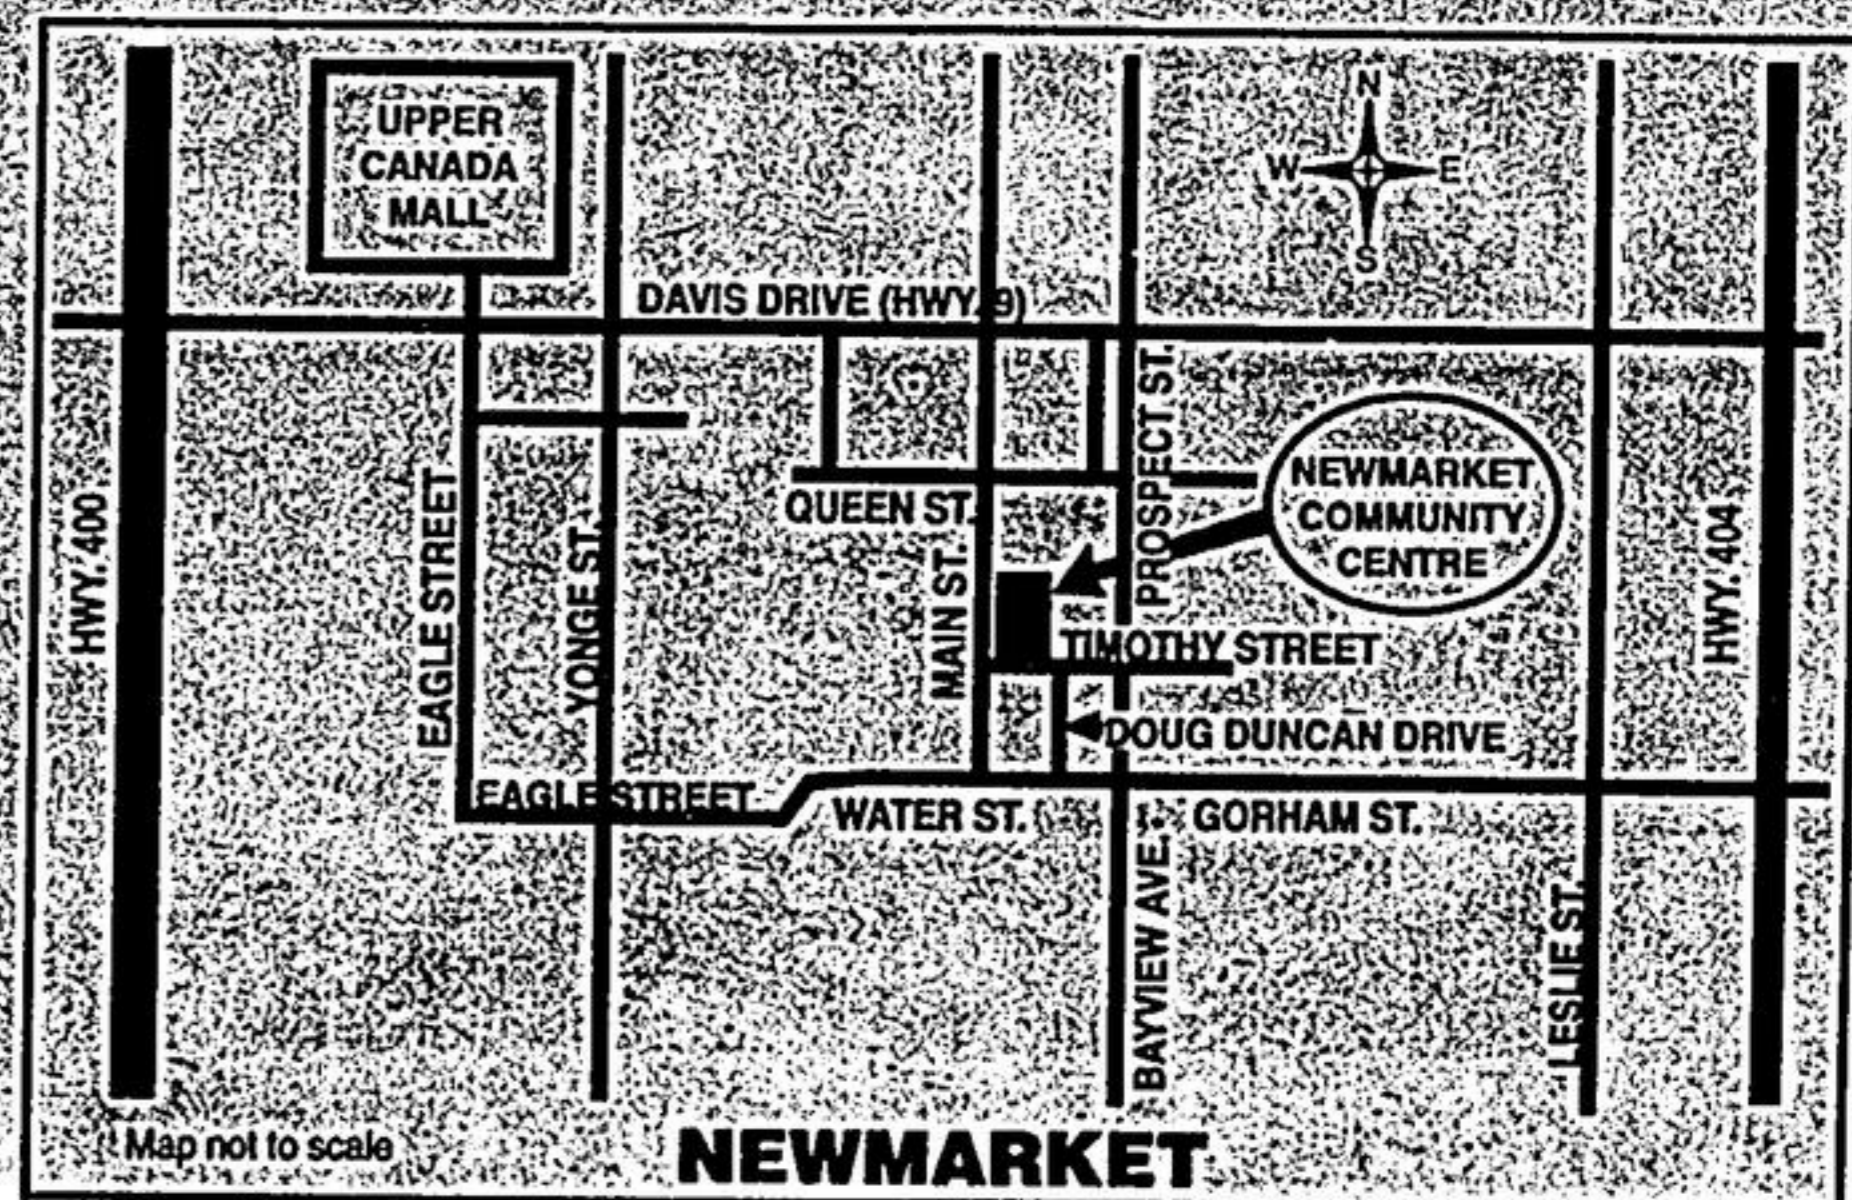 UPPER
CANADA
MALL
N
W E
S
DAVIS DRIVE (HWY. 9)
HWY. 400
EAGLE STREET
YONGE ST.
QUEEN ST.
MAIN ST.
PROSPECT ST.
NEWMARKET
COMMUNITY
CENTRE
HWY. 404
TIMOTHY STREET
DOUG DUNCAN DRIVE
EAGLE STREET
WATER ST.
GORHAM ST.
BAYVIEW AVE.
LESLIE ST.
Map not to scale
NEWMARKET